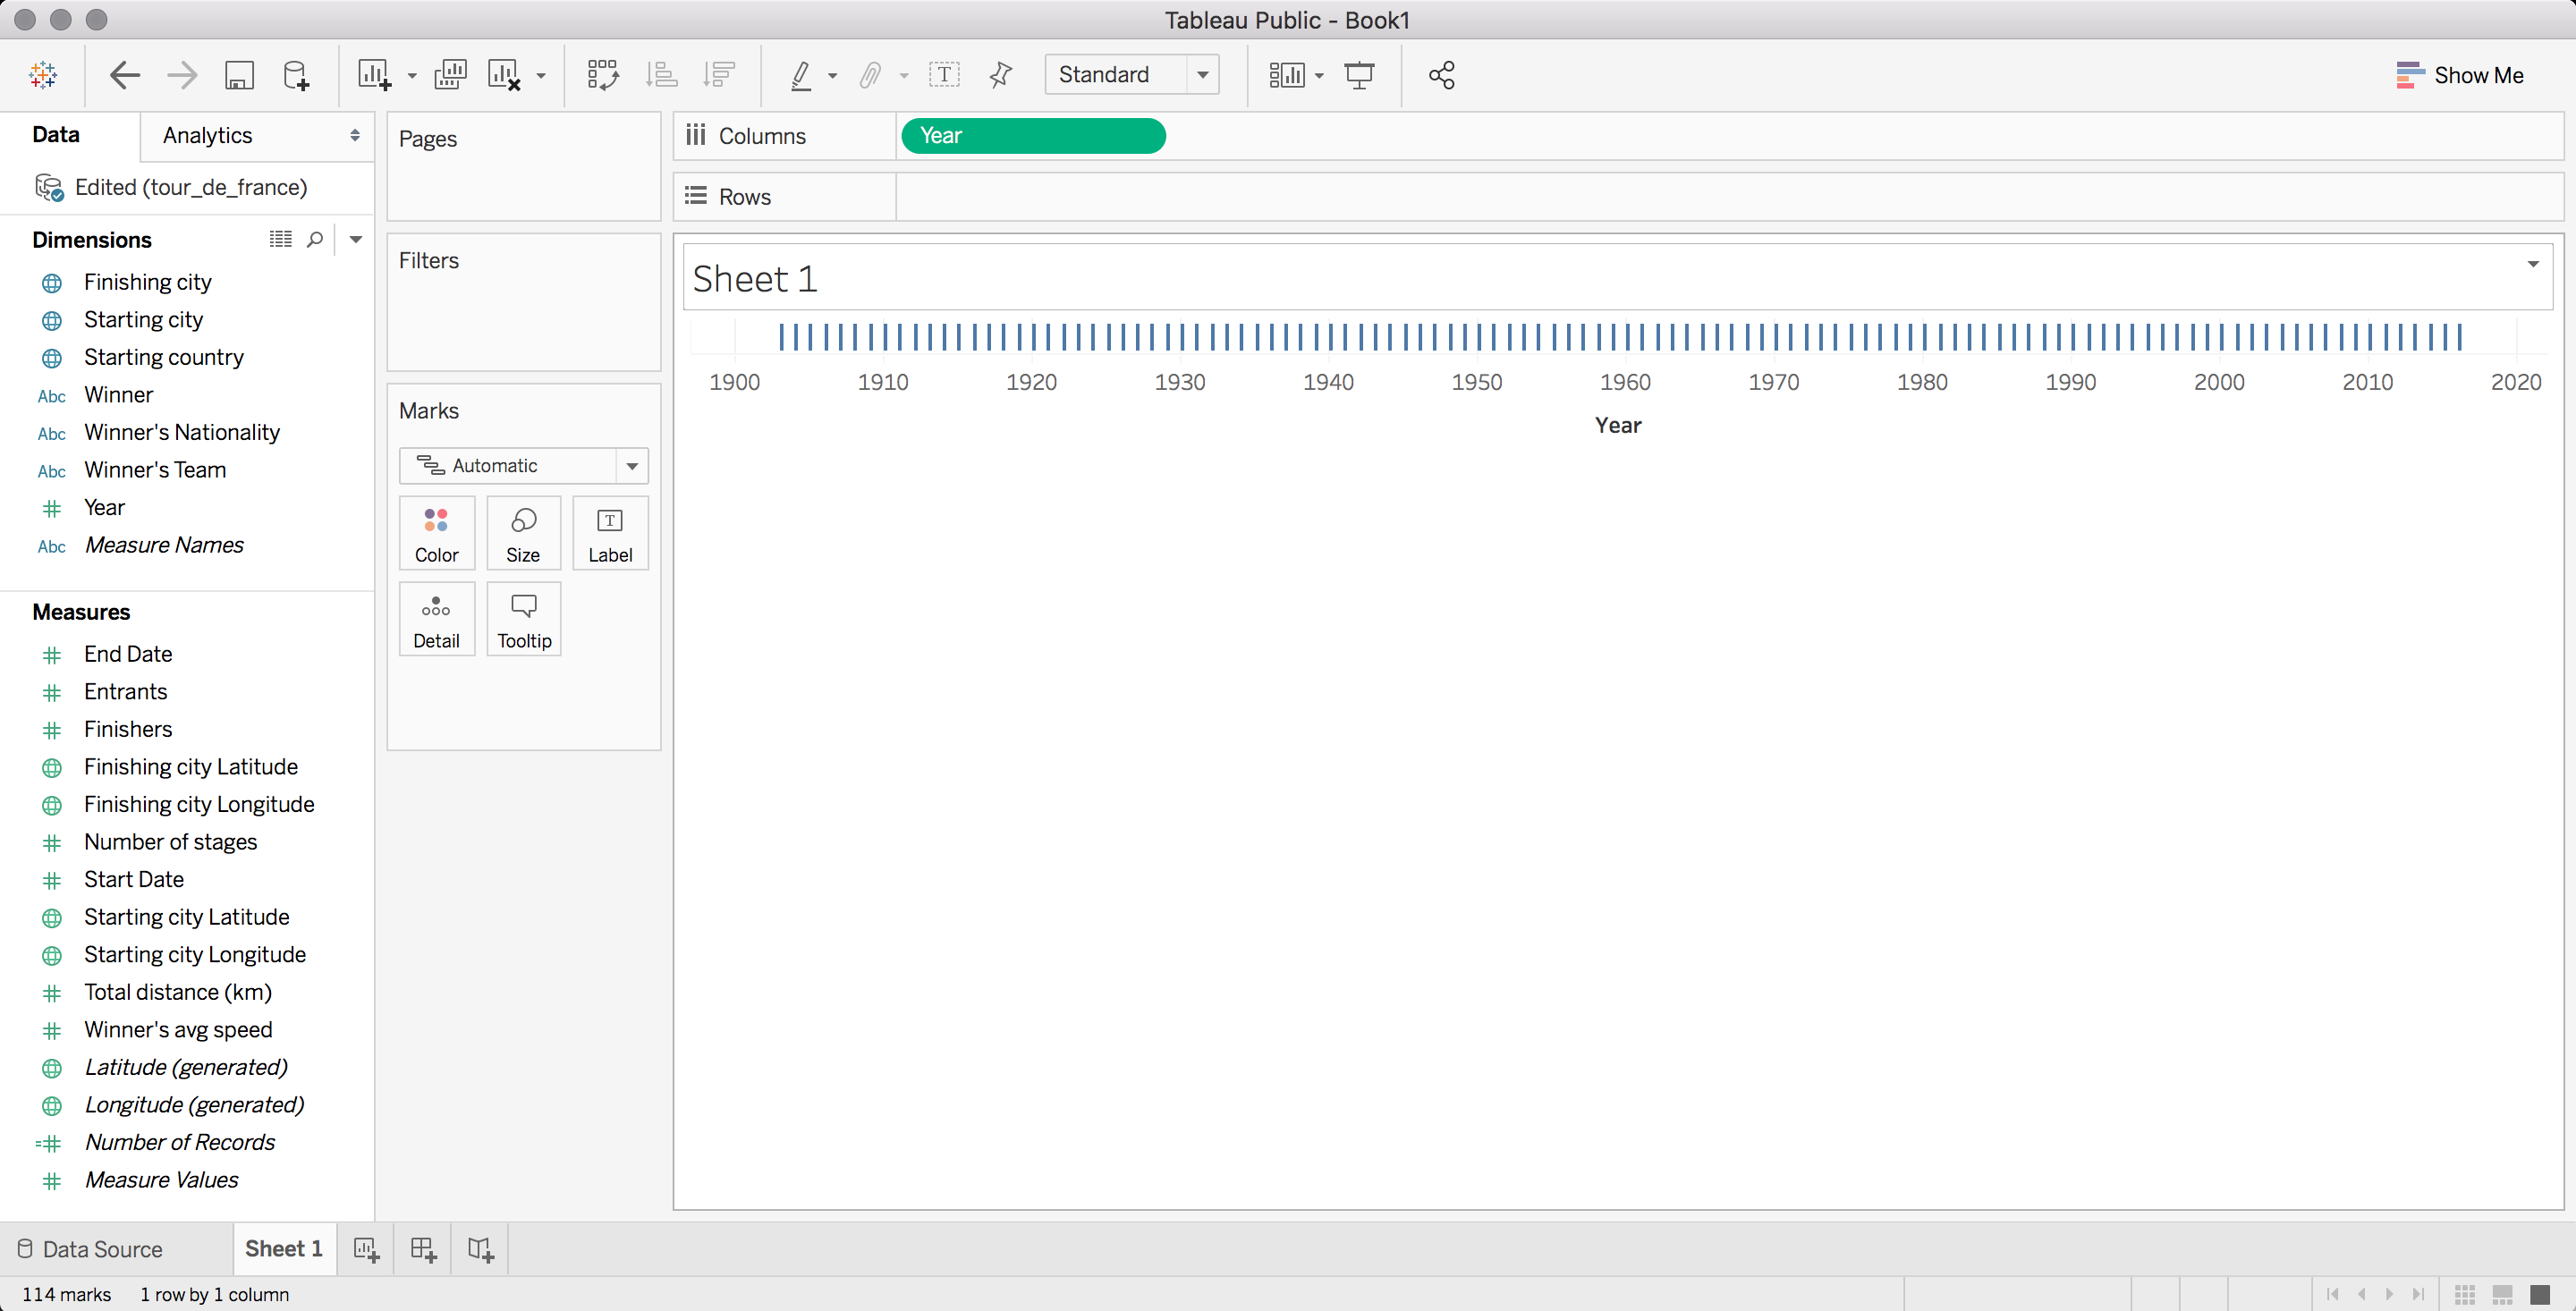 Tableau Public - Book1
Standard
Show Me
Data
Analytics
Edited (tour_de_france)
Dimensions
Finishing city
Starting city
Starting country
Abc Winner
Abc Winner's Nationality
Abc Winner's Team
Year
Abc Measure Names
Measures
End Date
Entrants
Finishers
Finishing city Latitude
Finishing city Longitude
Number of stages
Start Date
Starting city Latitude
Starting city Longitude
Total distance (km)
Winner's avg speed
Latitude (generated)
Longitude (generated)
Number of Records
Measure Values
Pages
Filters
Marks
Automatic
Color Size Label
Detail Tooltip
Columns Year
Rows
Sheet 1
1900 1910 1920 1930 1940 1950 1960 1970 1980 1990 2000 2010 2020
Year
Data Source Sheet 1
114 marks 1 row by 1 column